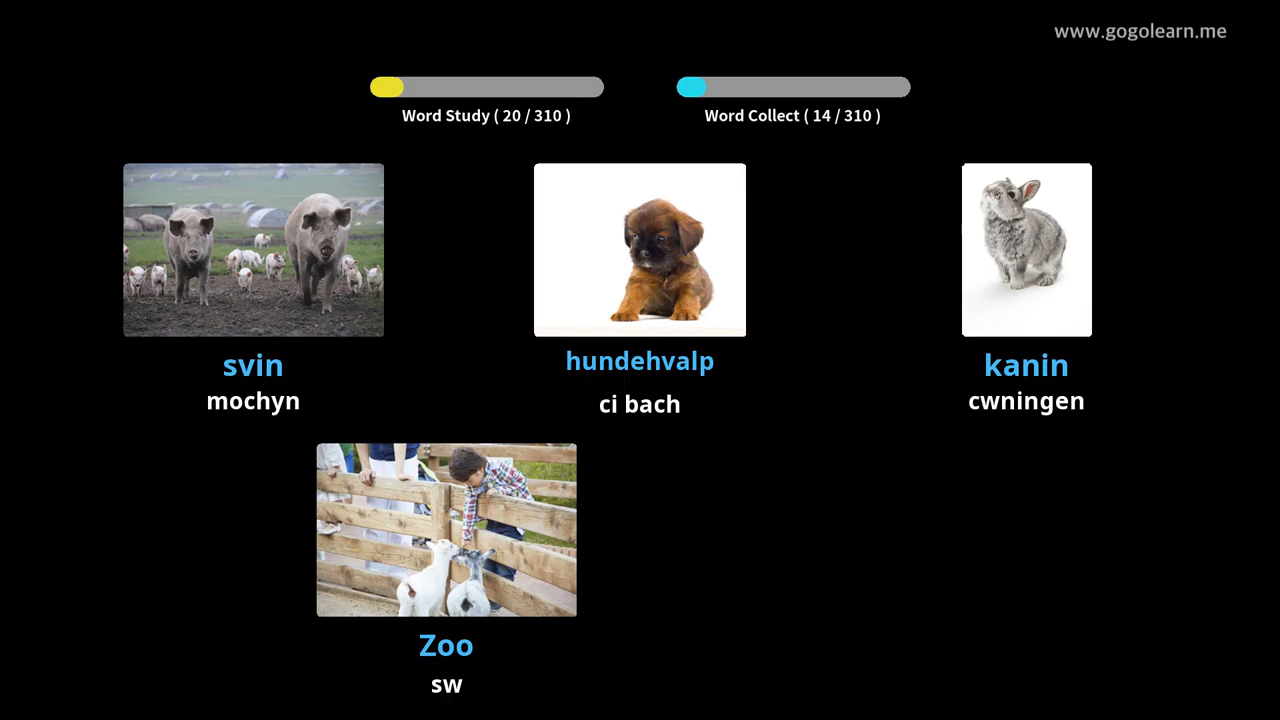 www.gogolearn.me
Word Study ( 20 / 310 )
Word Collect ( 14 / 310 )
svin
mochyn
hundehvalp
ci bach
kanin
cwningen
Zoo
sw